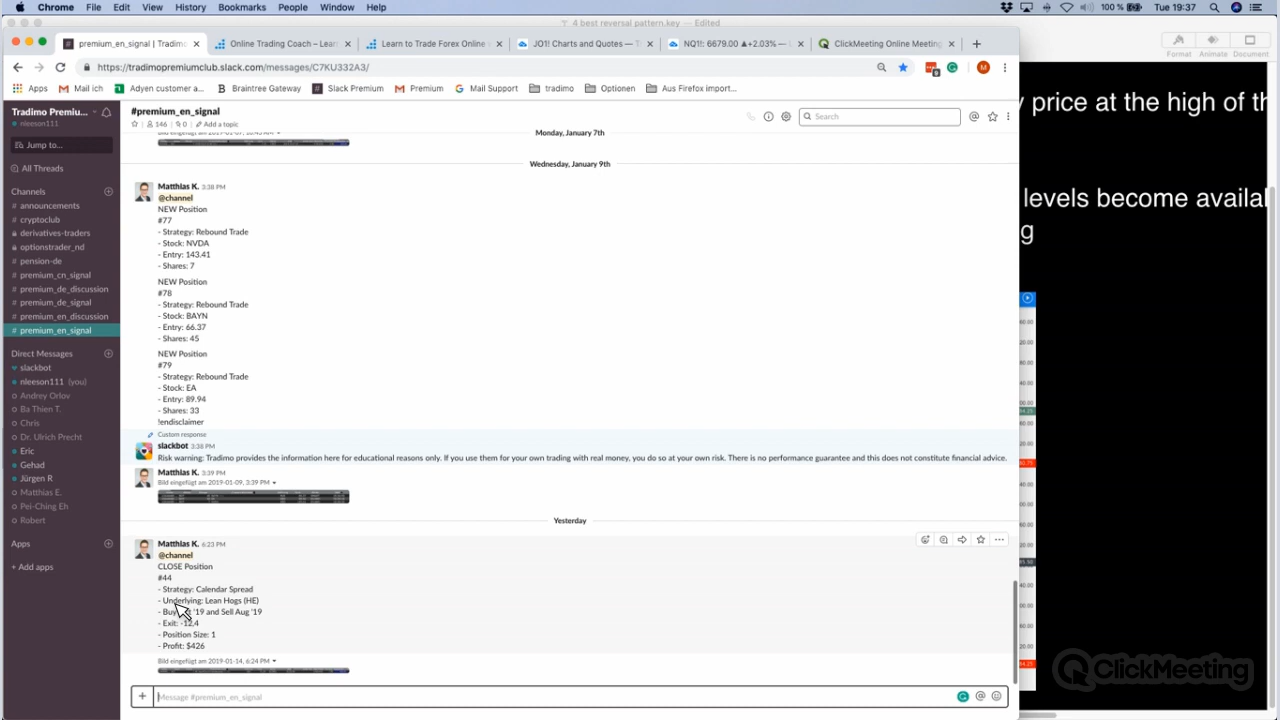 Chrome File Edit View History Bookmarks People Window Help
100 % Tue 19:37
4 best reversal pattern.key — Edited
premium_en_signal | Tradimo
Online Trading Coach – Lear
Learn to Trade Forex Online
JO1! Charts and Quotes — T
NQ1!: 6679.00 ▲+2.03% —
ClickMeeting Online Meeting
Format Animate Document
https://tradimopremiumclub.slack.com/messages/C7KU332A3/
Apps Mail ich Adyen customer a... Braintree Gateway Slack Premium Premium Mail Support tradimo Optionen Aus Firefox import...
Tradimo Premiu...
nleeson111
Jump to...
All Threads
Channels
# announcements
# cryptoclub
derivatives-traders
optionstrader_nd
# pension-de
# premium_cn_signal
# premium_de_discussion
# premium_de_signal
# premium_en_discussion
# premium_en_signal
Direct Messages
slackbot
nleeson111 (you)
Andrey Orlov
Ba Thien T.
Chris
Dr. Ulrich Precht
Eric
Gehad
Jürgen R
Matthias E.
Pei-Ching Eh
Robert
Apps
+ Add apps
#premium_en_signal
146 0 Add a topic
Search
Monday, January 7th
Wednesday, January 9th
Matthias K. 3:38 PM
@channel
NEW Position
#77
- Strategy: Rebound Trade
- Stock: NVDA
- Entry: 143.41
- Shares: 7
NEW Position
#78
- Strategy: Rebound Trade
- Stock: BAYN
- Entry: 66.37
- Shares: 45
NEW Position
#79
- Strategy: Rebound Trade
- Stock: EA
- Entry: 89.94
- Shares: 33
!endisclaimer
Custom response
slackbot 3:38 PM
Risk warning: Tradimo provides the information here for educational reasons only. If you use them for your own trading with real money, you do so at your own risk. There is no performance guarantee and this does not constitute financial advice.
Matthias K. 3:39 PM
Bild eingefügt am 2019-01-09, 3:39 PM
Yesterday
Matthias K. 6:23 PM
@channel
CLOSE Position
#44
- Strategy: Calendar Spread
- Underlying: Lean Hogs (HE)
- Buy '19 and Sell Aug '19
- Exit: -12,4
- Position Size: 1
- Profit: $426
Bild eingefügt am 2019-01-14, 6:24 PM
Message #premium_en_signal
price at the high of th
levels become availal
g
ClickMeeting